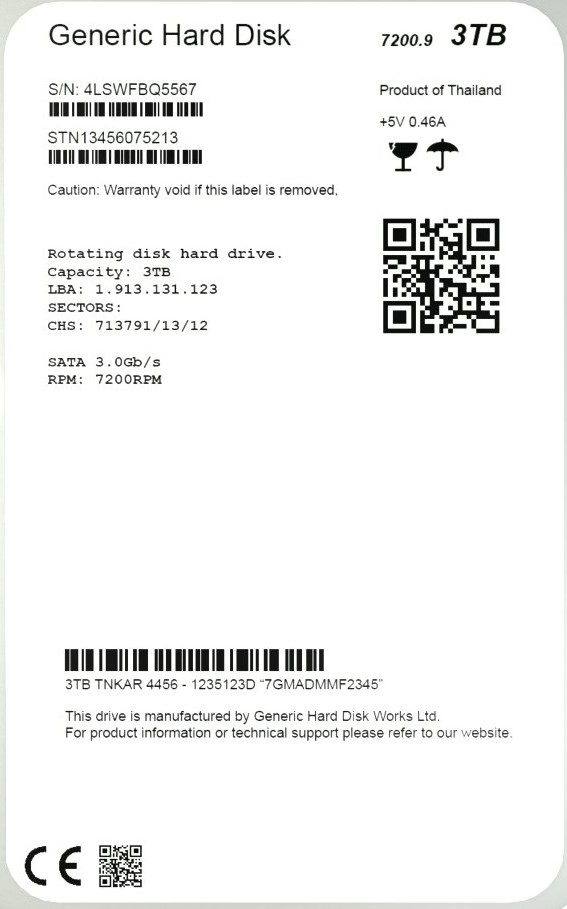 Generic Hard Disk 7200.9 3TB
S/N: 4LSWFBQ5567
Product of Thailand
+5V 0.46A
STN13456075213
Caution: Warranty void if this label is removed,
Rotating disk hard drive.
Capacity: 3TB
LBA: 1.913.131.123
SECTORS:
CHS: 713791/13/12
SATA 3.0Gb/s
RPM: 7200RPM
3TB TNKAR 4456 - 1235123D “7GMADMMF2345”
This drive is manufactured by Generic Hard Disk Works Ltd.
For product information or technical support please refer to our website.
CE